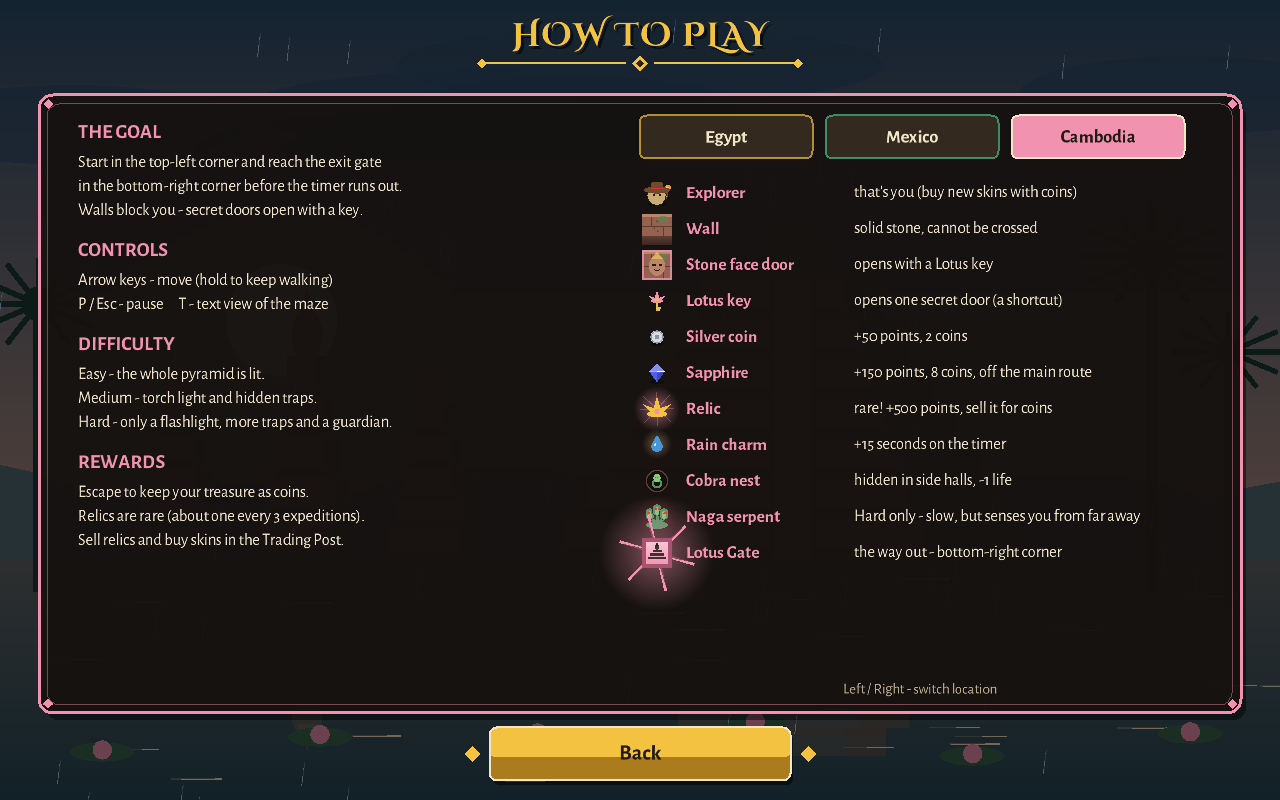 HOW TO PLAY
THE GOAL
Start in the top-left corner and reach the exit gate
in the bottom-right corner before the timer runs out.
Walls block you - secret doors open with a key.
CONTROLS
Arrow keys - move (hold to keep walking)
P / Esc - pause T - text view of the maze
DIFFICULTY
Easy - the whole pyramid is lit.
Medium - torch light and hidden traps.
Hard - only a flashlight, more traps and a guardian.
REWARDS
Escape to keep your treasure as coins.
Relics are rare (about one every 3 expeditions).
Sell relics and buy skins in the Trading Post.
Egypt Mexico Cambodia
Explorer that's you (buy new skins with coins)
Wall solid stone, cannot be crossed
Stone face door opens with a Lotus key
Lotus key opens one secret door (a shortcut)
Silver coin +50 points, 2 coins
Sapphire +150 points, 8 coins, off the main route
Relic rare! +500 points, sell it for coins
Rain charm +15 seconds on the timer
Cobra nest hidden in side halls, -1 life
Naga serpent Hard only - slow, but senses you from far away
Lotus Gate the way out - bottom-right corner
Left / Right - switch location
Back